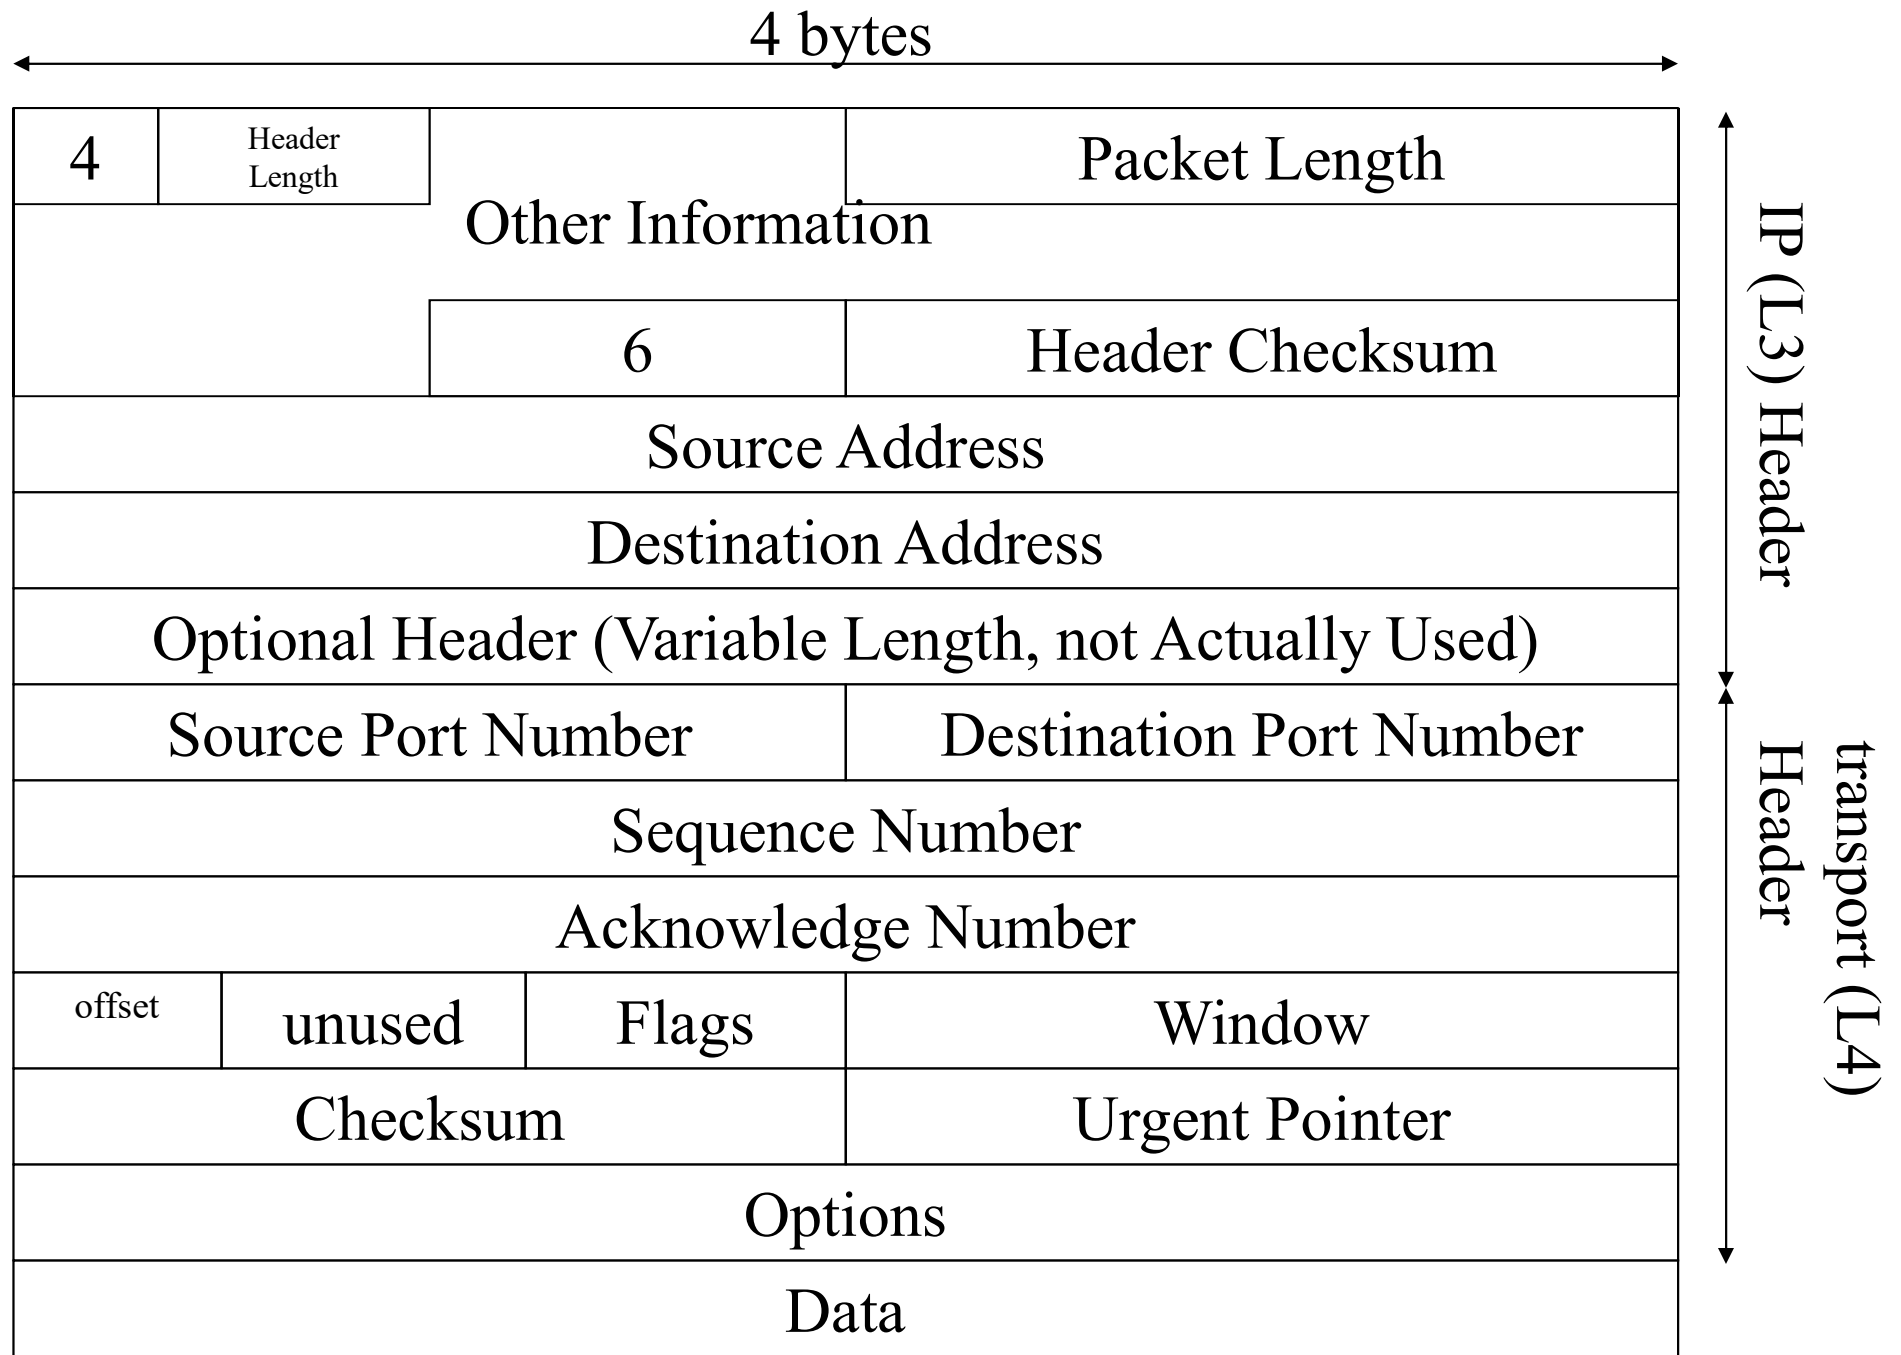 4 bytes
4
Header
Length
Packet Length
Other Information
6
Header Checksum
Source Address
Destination Address
Optional Header (Variable Length, not Actually Used)
IP (L3) Header
Source Port Number
Destination Port Number
Sequence Number
Acknowledge Number
offset
unused
Flags
Window
Checksum
Urgent Pointer
Options
transport (L4)
Header
Data